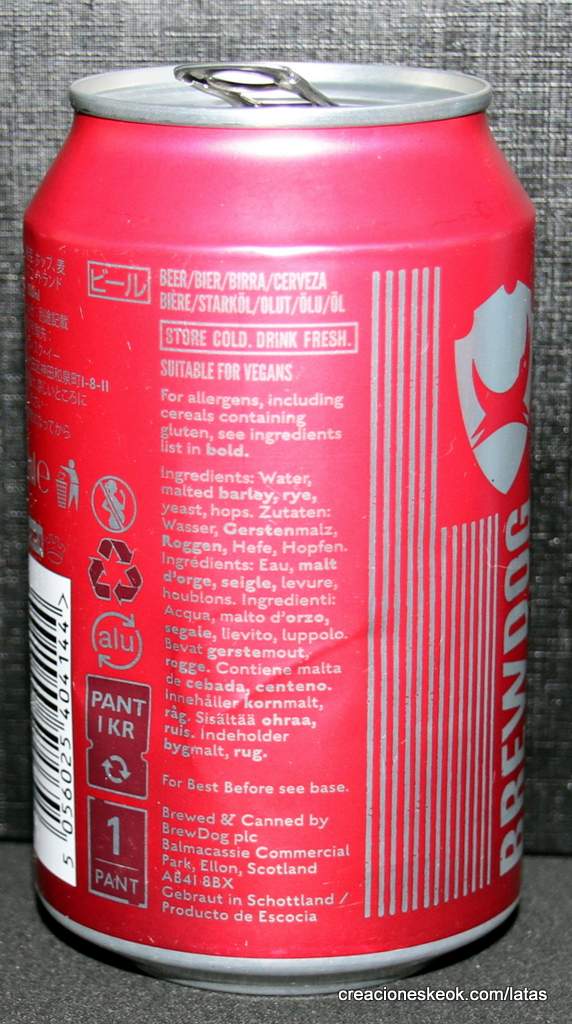 ビール
BEER/BIER/BIRRA/CERVEZA
BIÈRE/STARKÖL/OLUT/ÖLU/ÖL
STORE COLD. DRINK FRESH.
SUITABLE FOR VEGANS
For allergens, including
cereals containing
gluten, see ingredients
list in bold.
Ingredients: Water,
malted barley, rye,
yeast, hops. Zutaten:
Wasser, Gerstenmalz,
Roggen, Hefe, Hopfen.
Ingrédients: Eau, malt
d'orge, seigle, levure,
houblons. Ingredienti:
Acqua, malto d'orzo,
segale, lievito, luppolo.
Bevat gerstemout,
rogge. Contiene malta
de cebada, centeno.
Innehåller kornmalt,
råg. Sisältää ohraa,
ruis. Indeholder
bygmalt, rug.
For Best Before see base.
Brewed & Canned by
BrewDog plc
Balmacassie Commercial
Park, Ellon, Scotland
AB41 8BX
Gebraut in Schottland /
Producto de Escocia
1-8-11
alu
PANT
1 KR
1
PANT
5 056025 404144 >
BREWDOG
creacioneskeok.com/latas